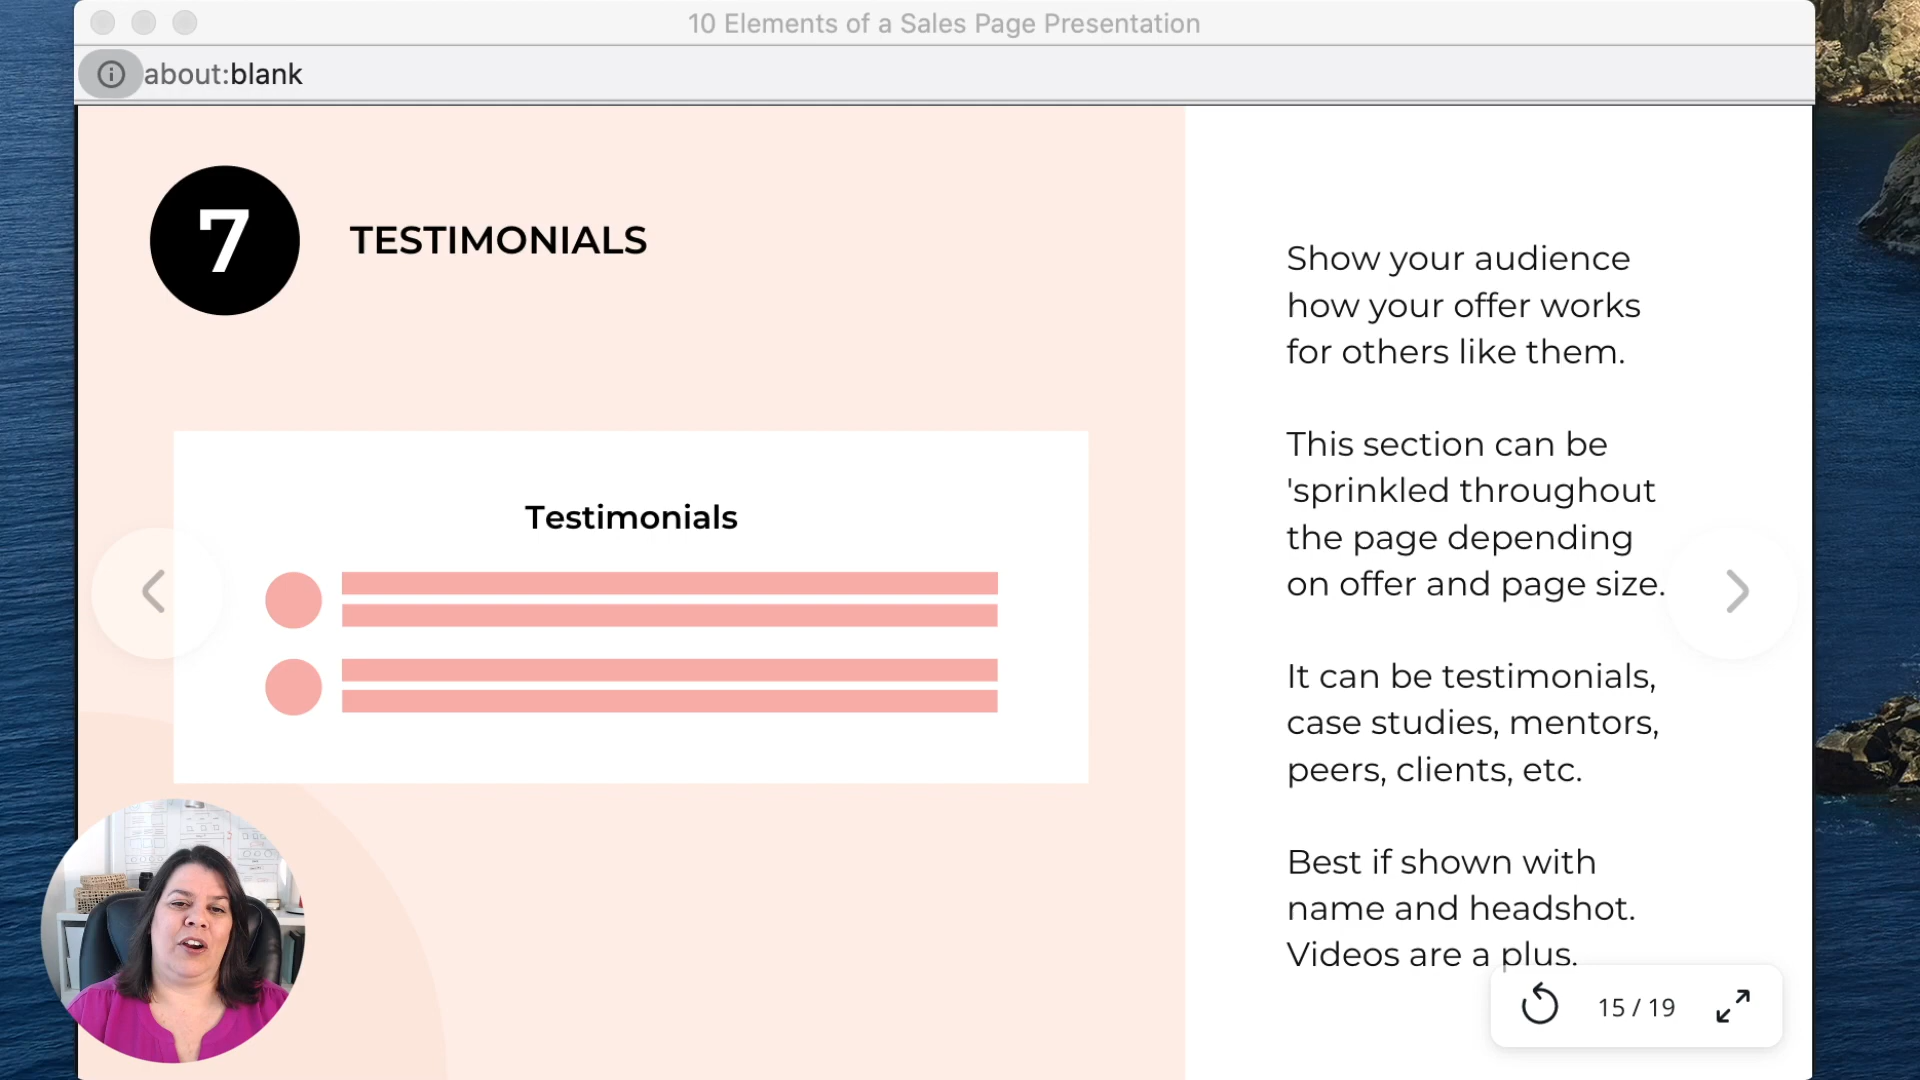 10 Elements of a Sales Page Presentation
about:blank
7
TESTIMONIALS
Testimonials
Show your audience
how your offer works
for others like them.
This section can be
'sprinkled throughout
the page depending
on offer and page size.
It can be testimonials,
case studies, mentors,
peers, clients, etc.
Best if shown with
name and headshot.
Videos are a plus.
15 / 19